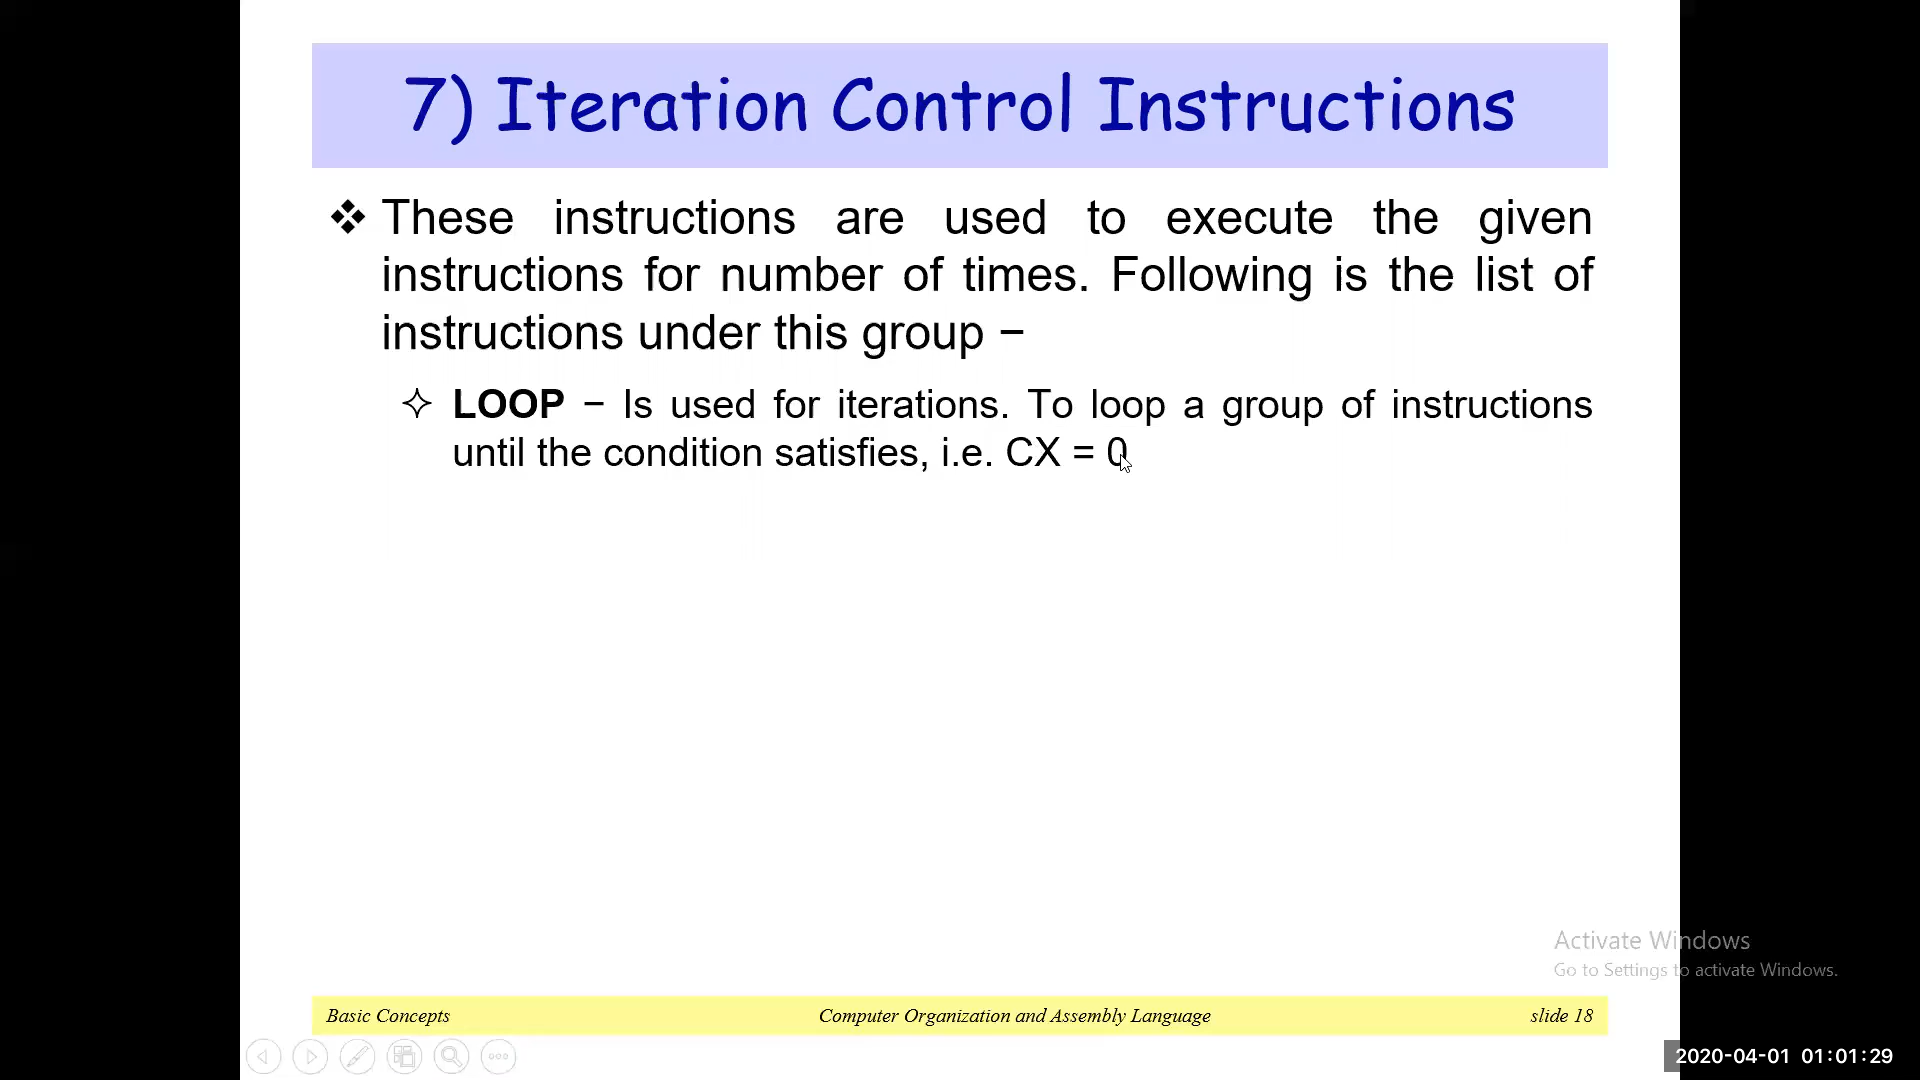 7) Iteration Control Instructions
These instructions are used to execute the given
instructions for number of times. Following is the list of
instructions under this group −
LOOP − Is used for iterations. To loop a group of instructions
until the condition satisfies, i.e. CX = 0
Activate Windows
Go to Settings to activate Windows.
Basic Concepts Computer Organization and Assembly Language slide 18
2020-04-01 01:01:29